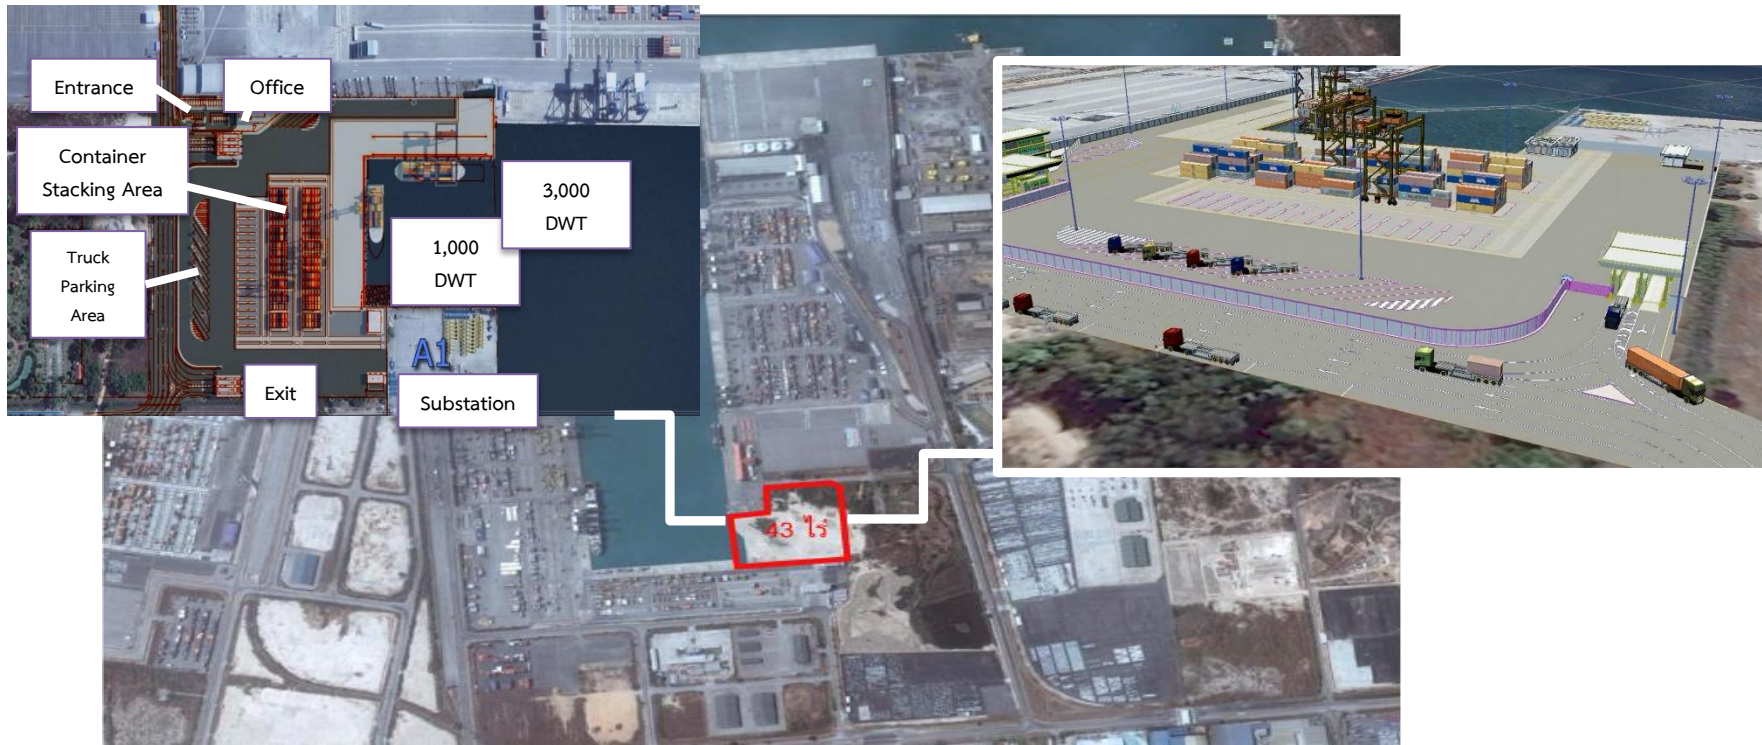 Entrance
Office
Container
Stacking Area
3,000
DWT
1,000
DWT
Truck
Parking
Area
A1
Exit
Substation
43 ไร่